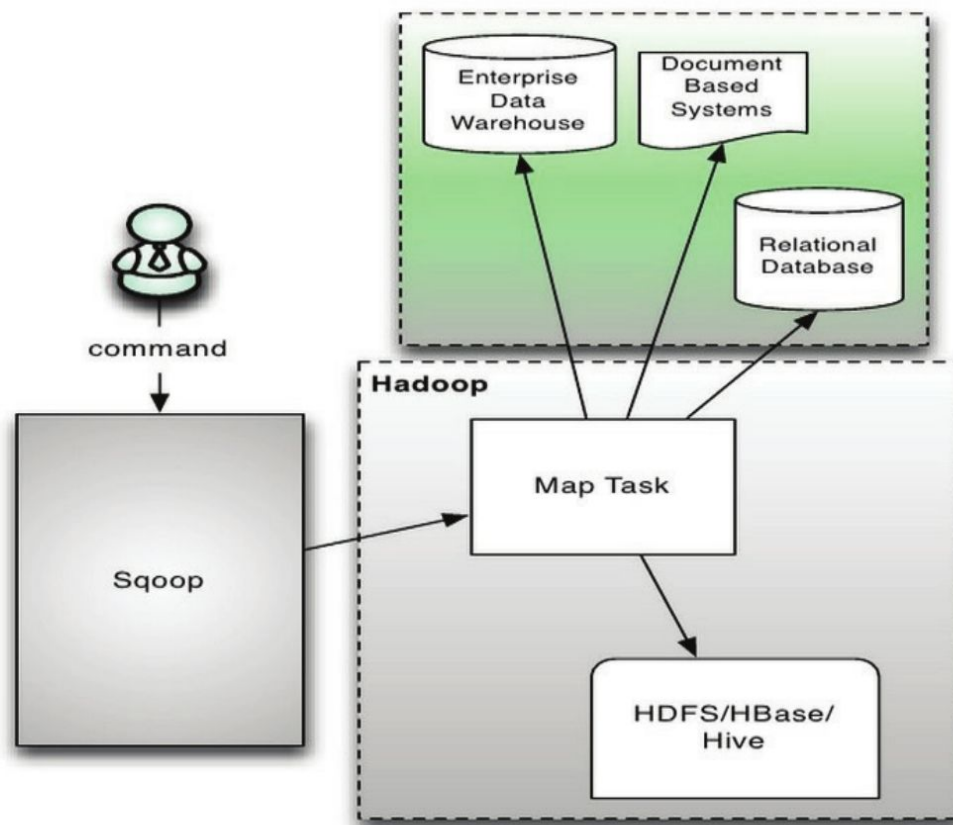 Enterprise
Data
Warehouse
Document
Based
Systems
Relational
Database
command
Hadoop
Map Task
Sqoop
HDFS/HBase/
Hive